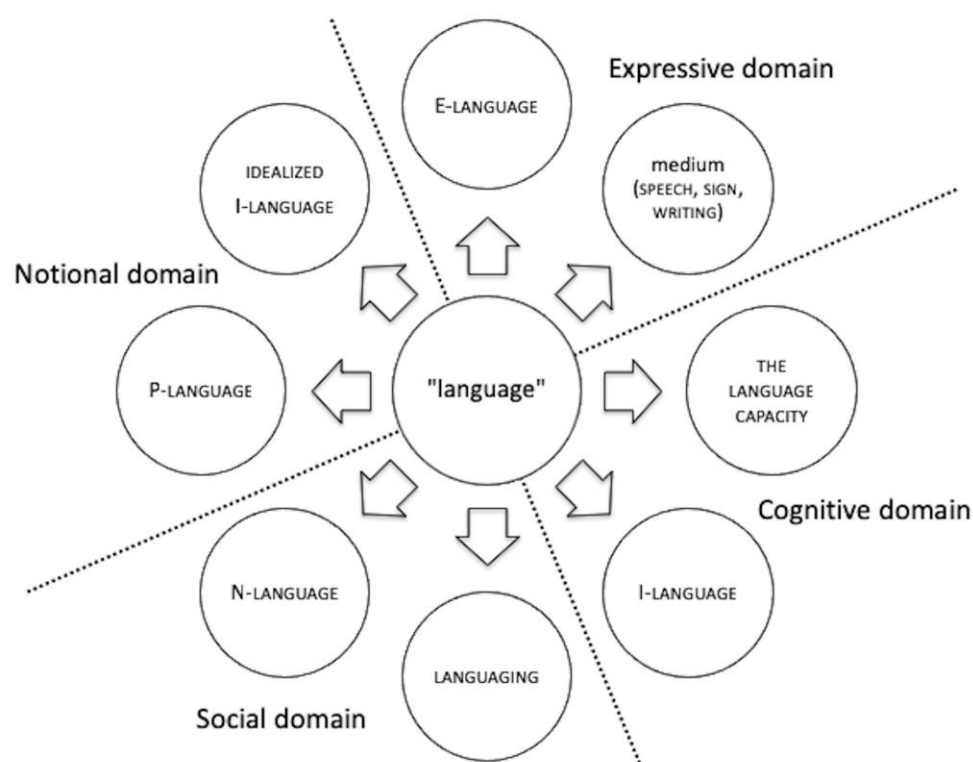 Expressive domain
E-LANGUAGE
medium
(SPEECH, SIGN,
WRITING)
IDEALIZED
I-LANGUAGE
Notional domain
P-LANGUAGE
"language"
THE
LANGUAGE
CAPACITY
Cognitive domain
N-LANGUAGE
I-LANGUAGE
LANGUAGING
Social domain